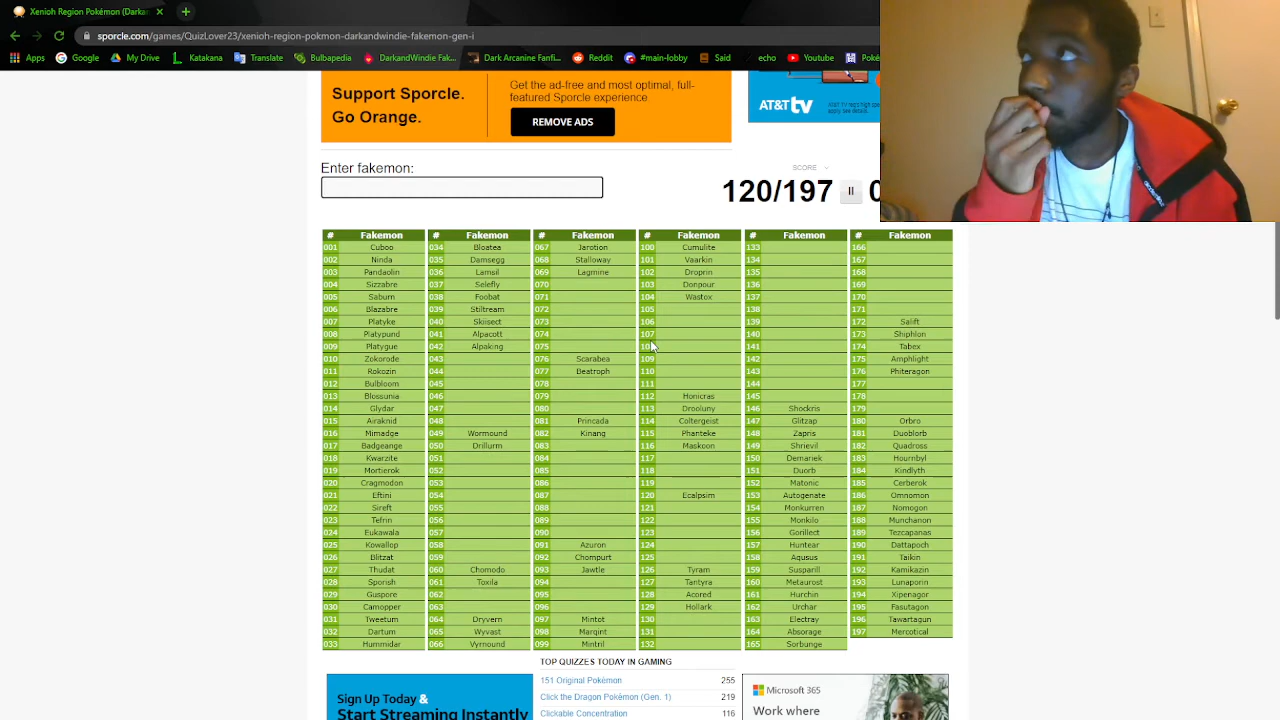 Xenioh Region Pokémon (Darka
sporcle.com/games/QuizLover23/xenioh-region-pokmon-darkandwindie-fakemon-gen-i
Apps Google My Drive Katakana Translate Bulbapedia DarkandWindie Fak... Dark Arcanine Fanfi... Reddit #main-lobby Said echo Youtube Poké
Support Sporcle.
Go Orange.
Get the ad-free and most optimal, full-
featured Sporcle experience.
REMOVE ADS
AT&T tv
Enter fakemon:
SCORE
120/197
# Fakemon # Fakemon # Fakemon # Fakemon # Fakemon # Fakemon
001 Cuboo 034 Bloatea 067 Jarotion 100 Cumulite 133 166
002 Ninda 035 Damsegg 068 Stalloway 101 Vaarkin 134 167
003 Pandaolin 036 Lamsil 069 Lagmine 102 Droprin 135 168
004 Sizzabre 037 Selefly 070 103 Donpour 136 169
005 Saburn 038 Foobat 071 104 Wastox 137 170
006 Blazabre 039 Stiltream 072 105 138 171
007 Platyke 040 Skiisect 073 106 139 172 Salift
008 Platypund 041 Alpacott 074 107 140 173 Shiphlon
009 Platygue 042 Alpaking 075 141 174 Tabex
010 Zokorode 043 076 Scarabea 109 142 175 Amphlight
011 Rokozin 044 077 Beatroph 110 143 176 Phiteragon
012 Bulbloom 045 078 111 144 177
013 Blossunia 046 079 112 Honicras 145 178
014 Glydar 047 080 113 Drooluny 146 Shockris 179
015 Airaknid 048 081 Princada 114 Coltergeist 147 Glitzap 180 Orbro
016 Mimadge 049 Wormound 082 Kinang 115 Phanteke 148 Zapris 181 Duoblorb
017 Badgeange 050 Drillurm 083 116 Maskoon 149 Shrievil 182 Quadross
018 Kwarzite 051 084 117 150 Demanek 183 Hournbyl
019 Mortierok 052 085 118 151 Duorb 184 Kindlyth
020 Cragmodon 053 086 119 152 Matonic 185 Cerberok
021 Eftini 054 087 120 Ecalpsim 153 Autogenate 186 Omnomon
022 Sireft 055 088 121 154 Monkurren 187 Nomogon
023 Tefrin 056 089 122 155 Monkilo 188 Munchanon
024 Eukawala 057 090 123 156 Gorillect 189 Tezcapanas
025 Kowallop 058 091 Azuron 124 157 Huntear 190 Dattapoch
026 Blitzat 059 092 Chompurt 125 158 Aqusus 191 Taikin
027 Thudat 060 Chomodo 093 Jawtle 126 Tyram 159 Susparill 192 Kamikazin
028 Sponsh 061 Toxila 094 127 Tantyra 160 Metaurost 193 Lunaporin
029 Guspore 062 095 128 Acored 161 Hurchin 194 Xipenagor
030 Camopper 063 096 129 Hollark 162 Urchar 195 Fasutagon
031 Tweetum 064 Dryvern 097 Mintot 130 163 Electray 196 Tawartagun
032 Dartum 065 Wyvast 098 Marqint 131 164 Absorage 197 Mercotical
033 Hummidar 066 Vyrnound 099 Mintril 132 165 Sorbunge
TOP QUIZZES TODAY IN GAMING
151 Original Pokémon 255
Click the Dragon Pokémon (Gen. 1) 219
Clickable Concentration 116
Sign Up Today &
Start Streaming Instantly
Microsoft 365
Work where